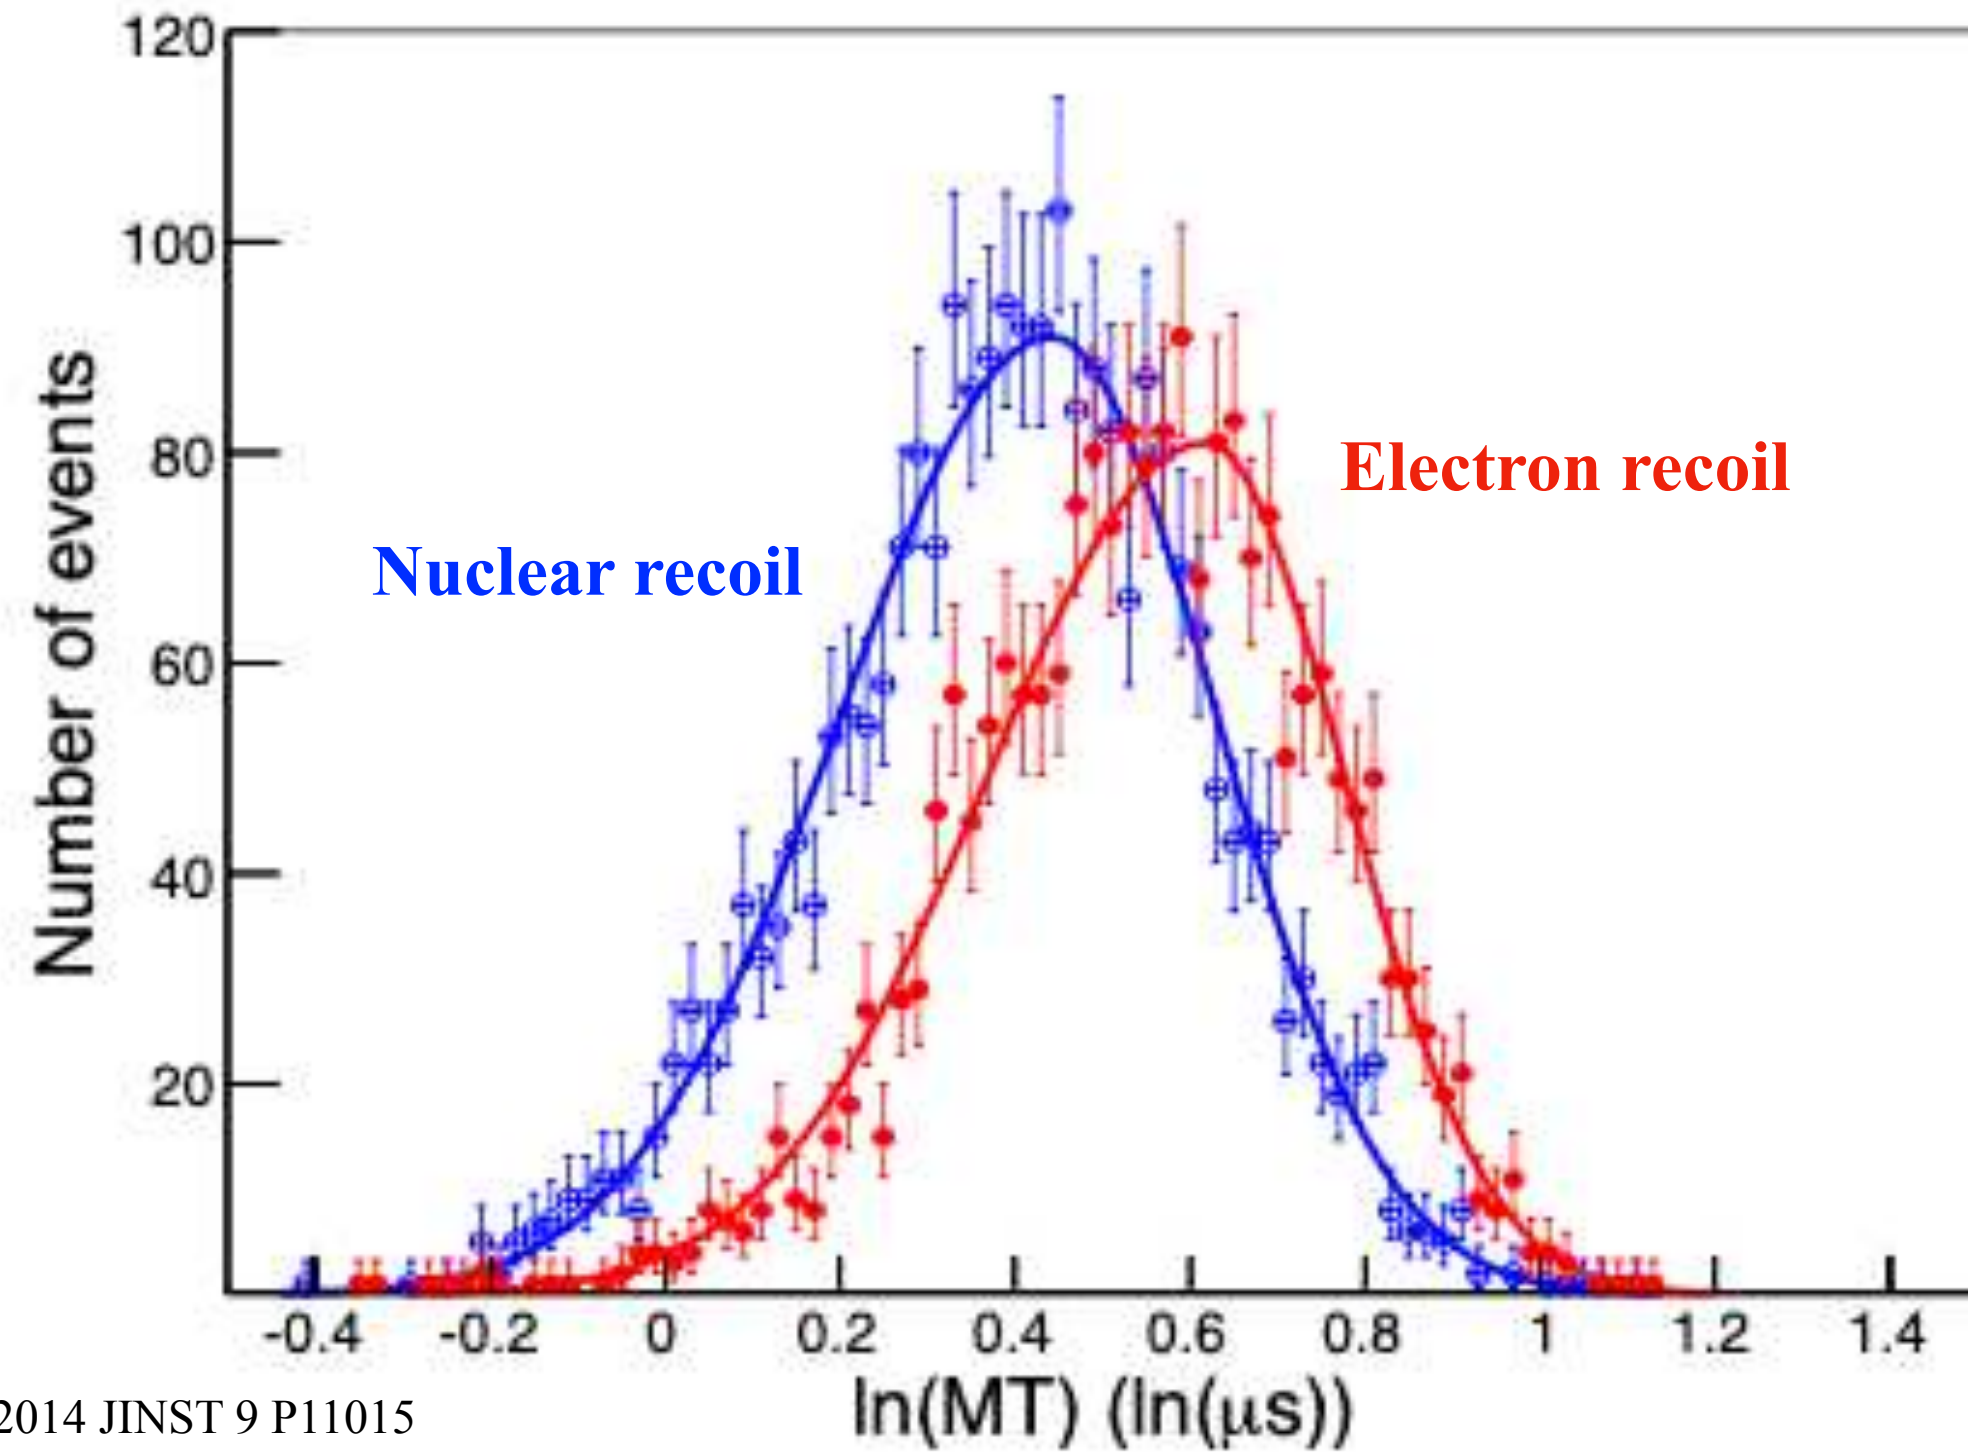 120
100
80
60
40
20
Number of events
Nuclear recoil
Electron recoil
-0.4 -0.2 0 0.2 0.4 0.6 0.8 1 1.2 1.4
ln(MT) (ln(μs))
2014 JINST 9 P11015